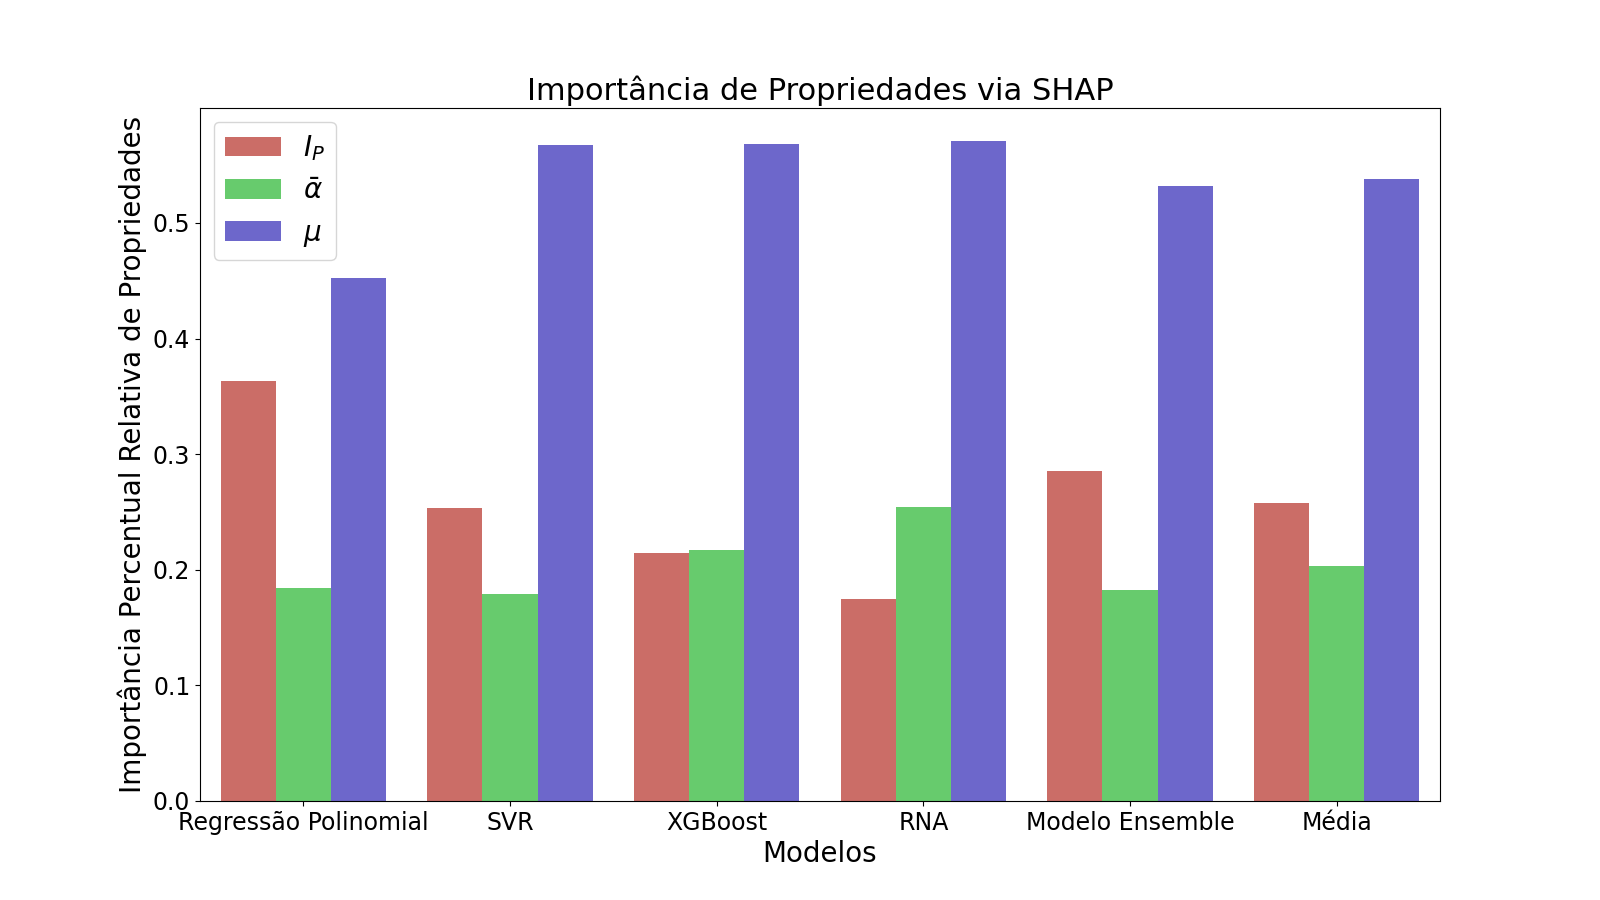 Importância de Propriedades via SHAP
I_P
ᾱ
μ
Importância Percentual Relativa de Propriedades
0.5
0.4
0.3
0.2
0.1
0.0
Regressão Polinomial SVR XGBoost RNA Modelo Ensemble Média
Modelos